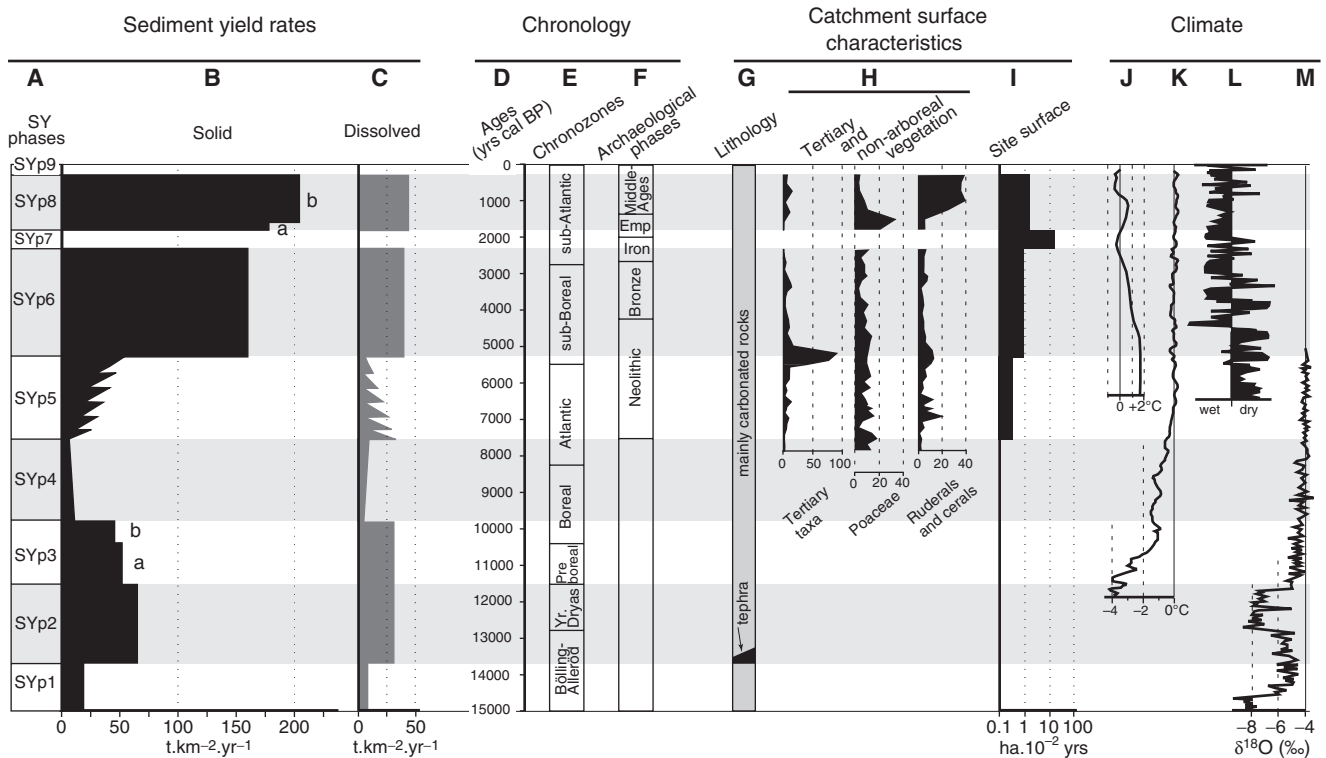 Sediment yield rates
Chronology
Catchment surface
characteristics
Climate
A
B
C
D
E
F
G
H
I
J
K
L
M
SY
phases
Solid
Dissolved
Ages
(yrs cal BP)
Chronozones
Archaeological
phases
Lithology
Tertiary and
non-arboreal
vegetation
Site surface
SYp9
SYp8
SYp7
SYp6
SYp5
SYp4
SYp3
SYp2
SYp1
b
a
b
a
0
1000
2000
3000
4000
5000
6000
7000
8000
9000
10000
11000
12000
13000
14000
15000
sub-Atlantic
sub-Boreal
Atlantic
Boreal
Pre
boreal
Yr.
Dryas
Bölling-
Alleröd
Middle-
Ages
Emp
Iron
Bronze
Neolithic
mainly carbonated rocks
tephra
0 50 100
0 20 40
0 20 40
Tertiary
taxa
Poaceae
Ruderals
and cerals
0 +2°C
wet dry
−4 −2 0°C
0 50 100 150 200
t.km−2.yr−1
0 50
t.km−2.yr−1
0.1 1 10 100
ha.10−2 yrs
−8 −6 −4
δ18O (‰)